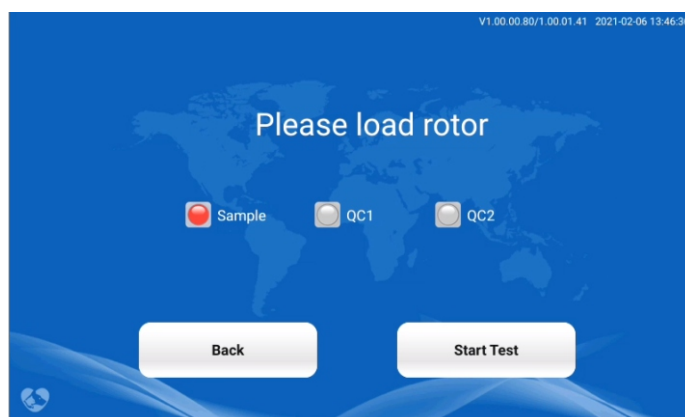 V1.00.00.80/1.00.01.41 2021-02-06 13:46:30
Please load rotor
Sample QC1 QC2
Back Start Test